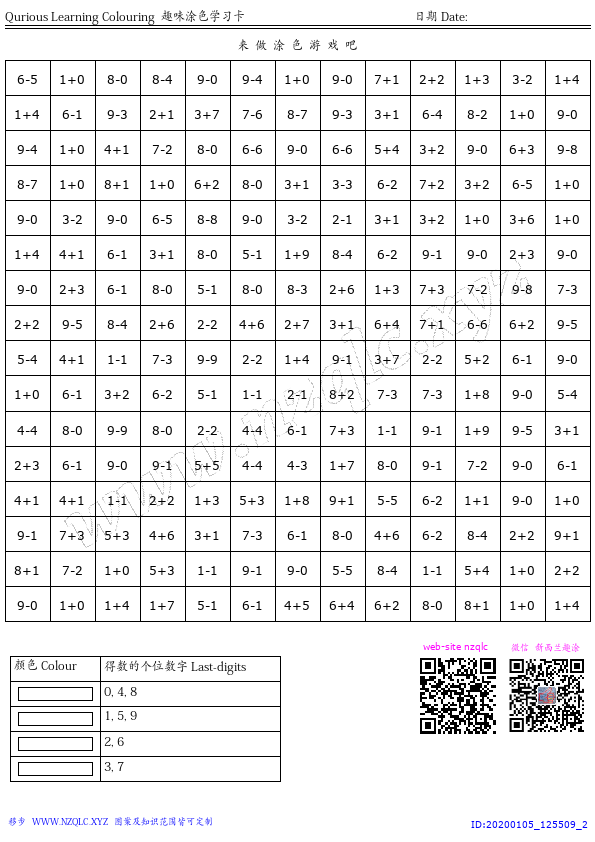 Qurious Learning Colouring 趣味涂色学习卡 日期 Date:
来做涂色游戏吧
6-5 1+0 8-0 8-4 9-0 9-4 1+0 9-0 7+1 2+2 1+3 3-2 1+4
1+4 6-1 9-3 2+1 3+7 7-6 8-7 9-3 3+1 6-4 8-2 1+0 9-0
9-4 1+0 4+1 7-2 8-0 6-6 9-0 6-6 5+4 3+2 9-0 6+3 9-8
8-7 1+0 8+1 1+0 6+2 8-0 3+1 3-3 6-2 7+2 3+2 6-5 1+0
9-0 3-2 9-0 6-5 8-8 9-0 3-2 2-1 3+1 3+2 1+0 3+6 1+0
1+4 4+1 6-1 3+1 8-0 5-1 1+9 8-4 6-2 9-1 9-0 2+3 9-0
9-0 2+3 6-1 8-0 5-1 8-0 8-3 2+6 1+3 7+3 7-2 9-8 7-3
2+2 9-5 8-4 2+6 2-2 4+6 2+7 3+1 6+4 7+1 6-6 6+2 9-5
5-4 4+1 1-1 7-3 9-9 2-2 1+4 9-1 3+7 2-2 5+2 6-1 9-0
1+0 6-1 3+2 6-2 5-1 1-1 2-1 8+2 7-3 7-3 1+8 9-0 5-4
4-4 8-0 9-9 8-0 2-2 4-4 6-1 7+3 1-1 9-1 1+9 9-5 3+1
2+3 6-1 9-0 9-1 5+5 4-4 4-3 1+7 8-0 9-1 7-2 9-0 6-1
4+1 4+1 1-1 2+2 1+3 5+3 1+8 9+1 5-5 6-2 1+1 9-0 1+0
9-1 7+3 5+3 4+6 3+1 7-3 6-1 8-0 4+6 6-2 8-4 2+2 9+1
8+1 7-2 1+0 5+3 1-1 9-1 9-0 5-5 8-4 1-1 5+4 1+0 2+2
9-0 1+0 1+4 1+7 5-1 6-1 4+5 6+4 6+2 8-0 8+1 1+0 1+4
www.nzqlc.xyz
web-site nzqlc 微信 新西兰趣涂
颜色 Colour 得数的个位数字 Last-digits
0, 4, 8
1, 5, 9
2, 6
3, 7
移步 WWW.NZQLC.XYZ 图案及知识范围皆可定制
ID:20200105_125509_2